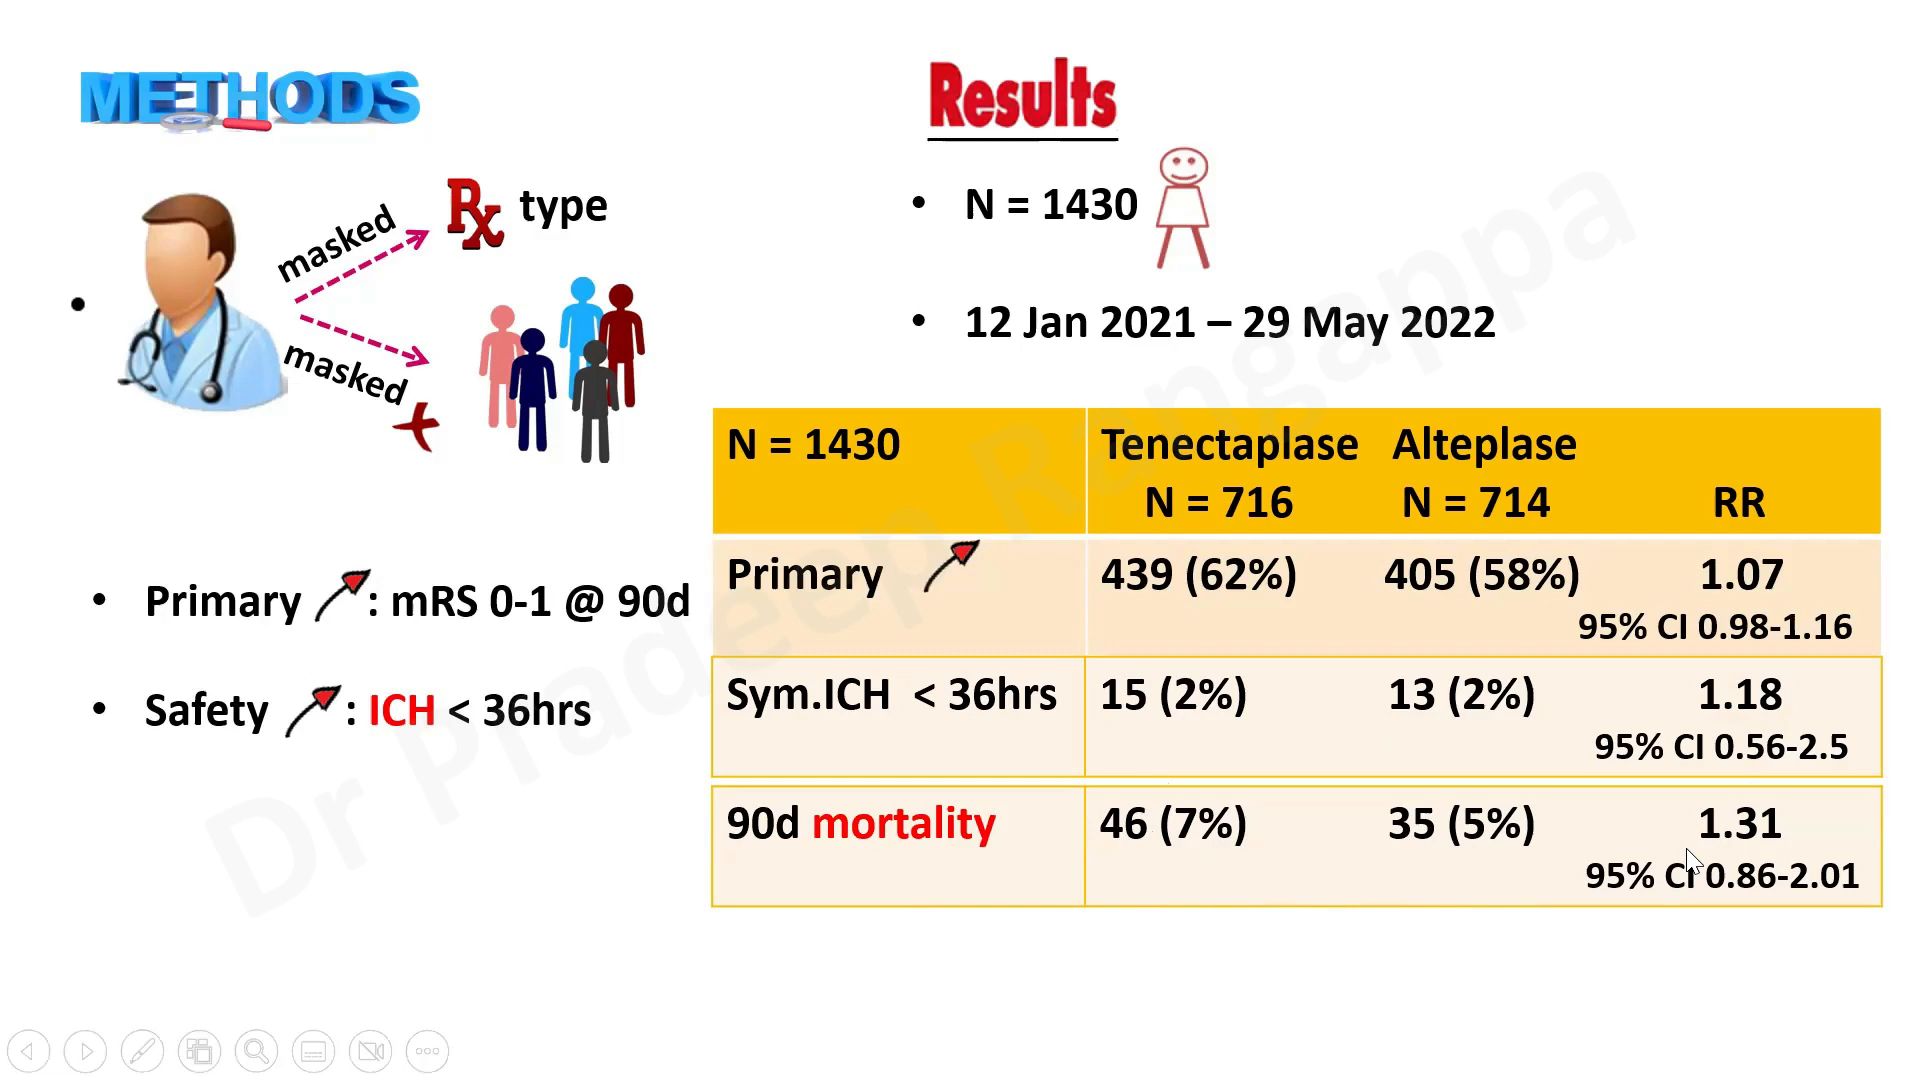 METHODS
masked
Rx type
masked
• Primary : mRS 0-1 @ 90d
• Safety : ICH < 36hrs
Results
• N = 1430
• 12 Jan 2021 – 29 May 2022
N = 1430 Tenectaplase Alteplase
N = 716 N = 714 RR
Primary 439 (62%) 405 (58%) 1.07
95% CI 0.98-1.16
Sym.ICH < 36hrs 15 (2%) 13 (2%) 1.18
95% CI 0.56-2.5
90d mortality 46 (7%) 35 (5%) 1.31
95% CI 0.86-2.01
Dr Pradeep Rangappa